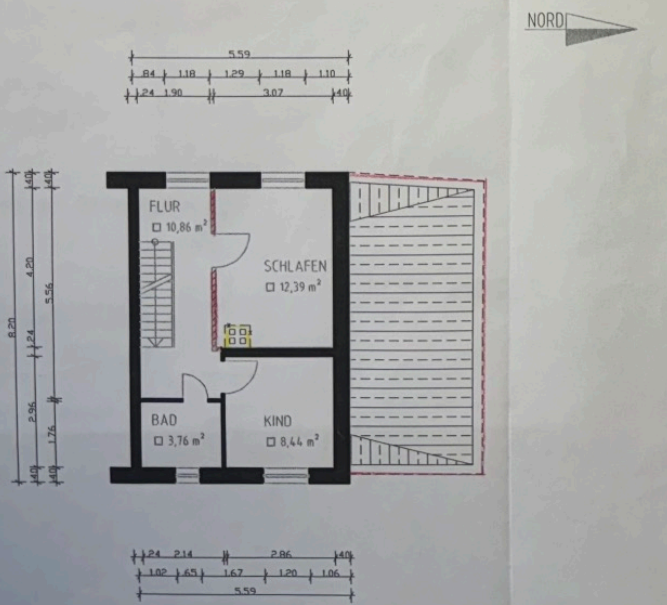 NORD
5.59
.84 1.18 1.29 1.18 1.10
.24 1.90 3.07 .40
FLUR
10,86 m²
SCHLAFEN
12,39 m²
BAD
3,76 m²
KIND
8,44 m²
8.20
.40 4.20 .24 2.96 .40
.40 5.56 1.76 .40
.24 2.14 2.86 .40
1.02 .65 1.67 1.20 1.06
5.59